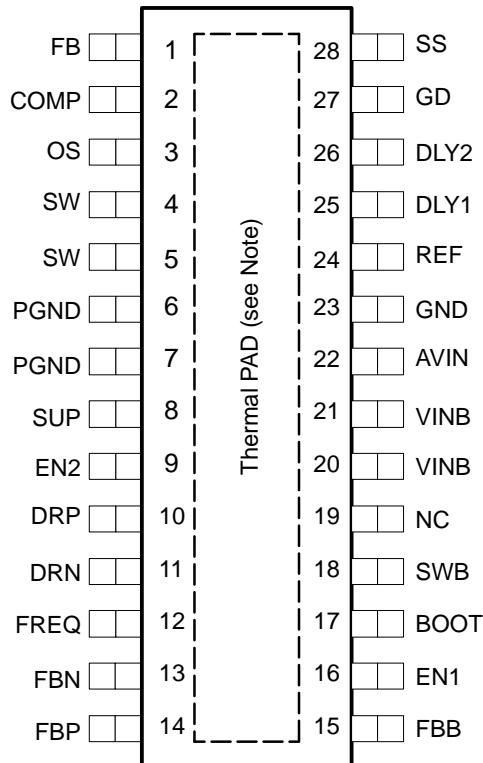 FB 1 28 SS
COMP 2 27 GD
OS 3 26 DLY2
SW 4 25 DLY1
SW 5 24 REF
PGND 6 23 GND
PGND 7 22 AVIN
SUP 8 21 VINB
EN2 9 20 VINB
DRP 10 19 NC
DRN 11 18 SWB
FREQ 12 17 BOOT
FBN 13 16 EN1
FBP 14 15 FBB
Thermal PAD (see Note)